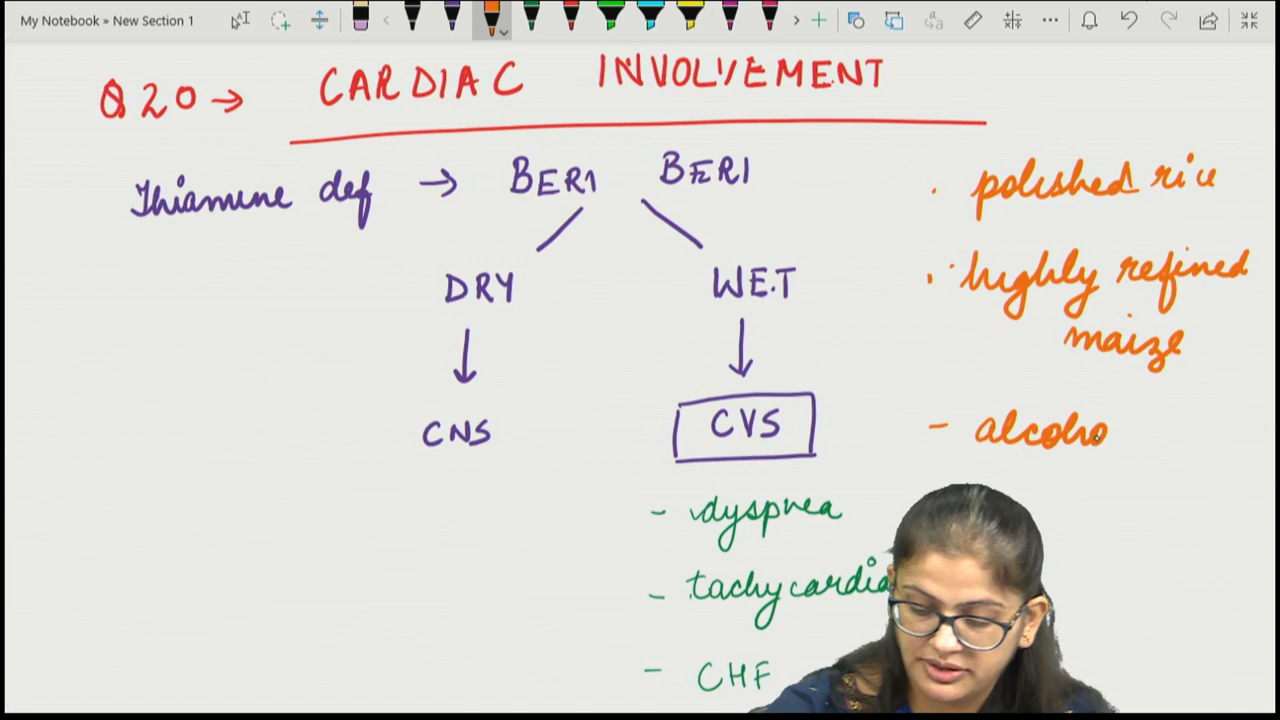 My Notebook » New Section 1
Q20 → CARDIAC INVOLVEMENT
Thiamine def → BERI BERI
DRY WET
CNS CVS
- dyspnea
- tachycardia
- CHF
. polished rice
. highly refined
maize
- alcoho